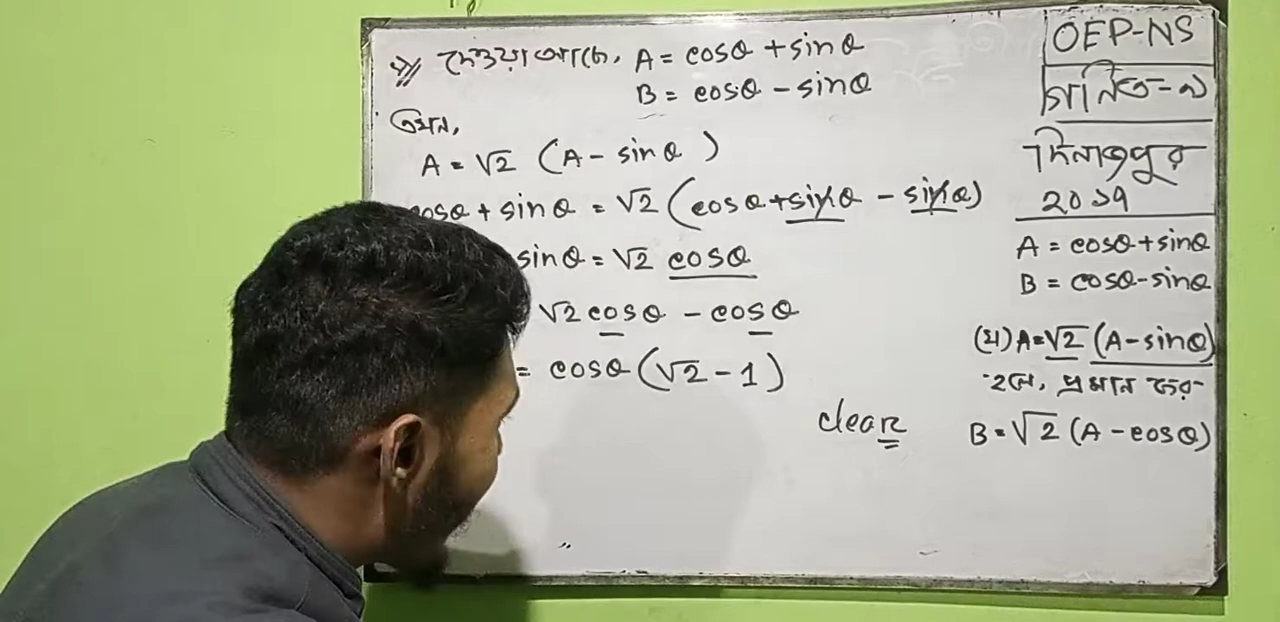 দেওয়া আছে, A = cosθ + sinθ
B = cosθ - sinθ
এখন,
A = √2 (A - sinθ)
cosθ + sinθ = √2 (cosθ + sinθ - sinθ)
sinθ = √2 cosθ
√2 cosθ - cosθ
= cosθ (√2 - 1)
clear
OEP-NS
গনিত-৯
দিনাজপুর
২০১৭
A = cosθ + sinθ
B = cosθ - sinθ
A = √2 (A - sinθ)
হলে, প্রমান কর
B = √2 (A - cosθ)